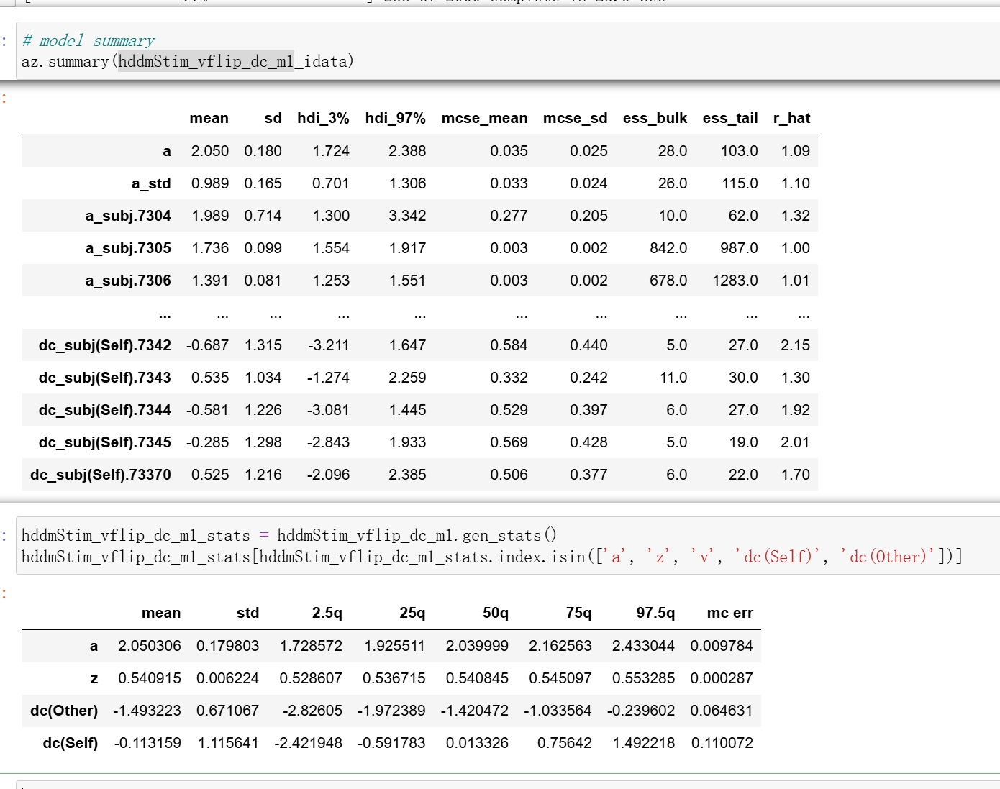 # model summary
az.summary(hddmStim_vflip_dc_m1_idata)
mean sd hdi_3% hdi_97% mcse_mean mcse_sd ess_bulk ess_tail r_hat
a 2.050 0.180 1.724 2.388 0.035 0.025 28.0 103.0 1.09
a_std 0.989 0.165 0.701 1.306 0.033 0.024 26.0 115.0 1.10
a_subj.7304 1.989 0.714 1.300 3.342 0.277 0.205 10.0 62.0 1.32
a_subj.7305 1.736 0.099 1.554 1.917 0.003 0.002 842.0 987.0 1.00
a_subj.7306 1.391 0.081 1.253 1.551 0.003 0.002 678.0 1283.0 1.01
... ... ... ... ... ... ... ... ... ...
dc_subj(Self).7342 -0.687 1.315 -3.211 1.647 0.584 0.440 5.0 27.0 2.15
dc_subj(Self).7343 0.535 1.034 -1.274 2.259 0.332 0.242 11.0 30.0 1.30
dc_subj(Self).7344 -0.581 1.226 -3.081 1.445 0.529 0.397 6.0 27.0 1.92
dc_subj(Self).7345 -0.285 1.298 -2.843 1.933 0.569 0.428 5.0 19.0 2.01
dc_subj(Self).73370 0.525 1.216 -2.096 2.385 0.506 0.377 6.0 22.0 1.70
hddmStim_vflip_dc_m1_stats = hddmStim_vflip_dc_m1.gen_stats()
hddmStim_vflip_dc_m1_stats[hddmStim_vflip_dc_m1_stats.index.isin(['a', 'z', 'v', 'dc(Self)', 'dc(Other)'])]
mean std 2.5q 25q 50q 75q 97.5q mc err
a 2.050306 0.179803 1.728572 1.925511 2.039999 2.162563 2.433044 0.009784
z 0.540915 0.006224 0.528607 0.536715 0.540845 0.545097 0.553285 0.000287
dc(Other) -1.493223 0.671067 -2.82605 -1.972389 -1.420472 -1.033564 -0.239602 0.064631
dc(Self) -0.113159 1.115641 -2.421948 -0.591783 0.013326 0.75642 1.492218 0.110072